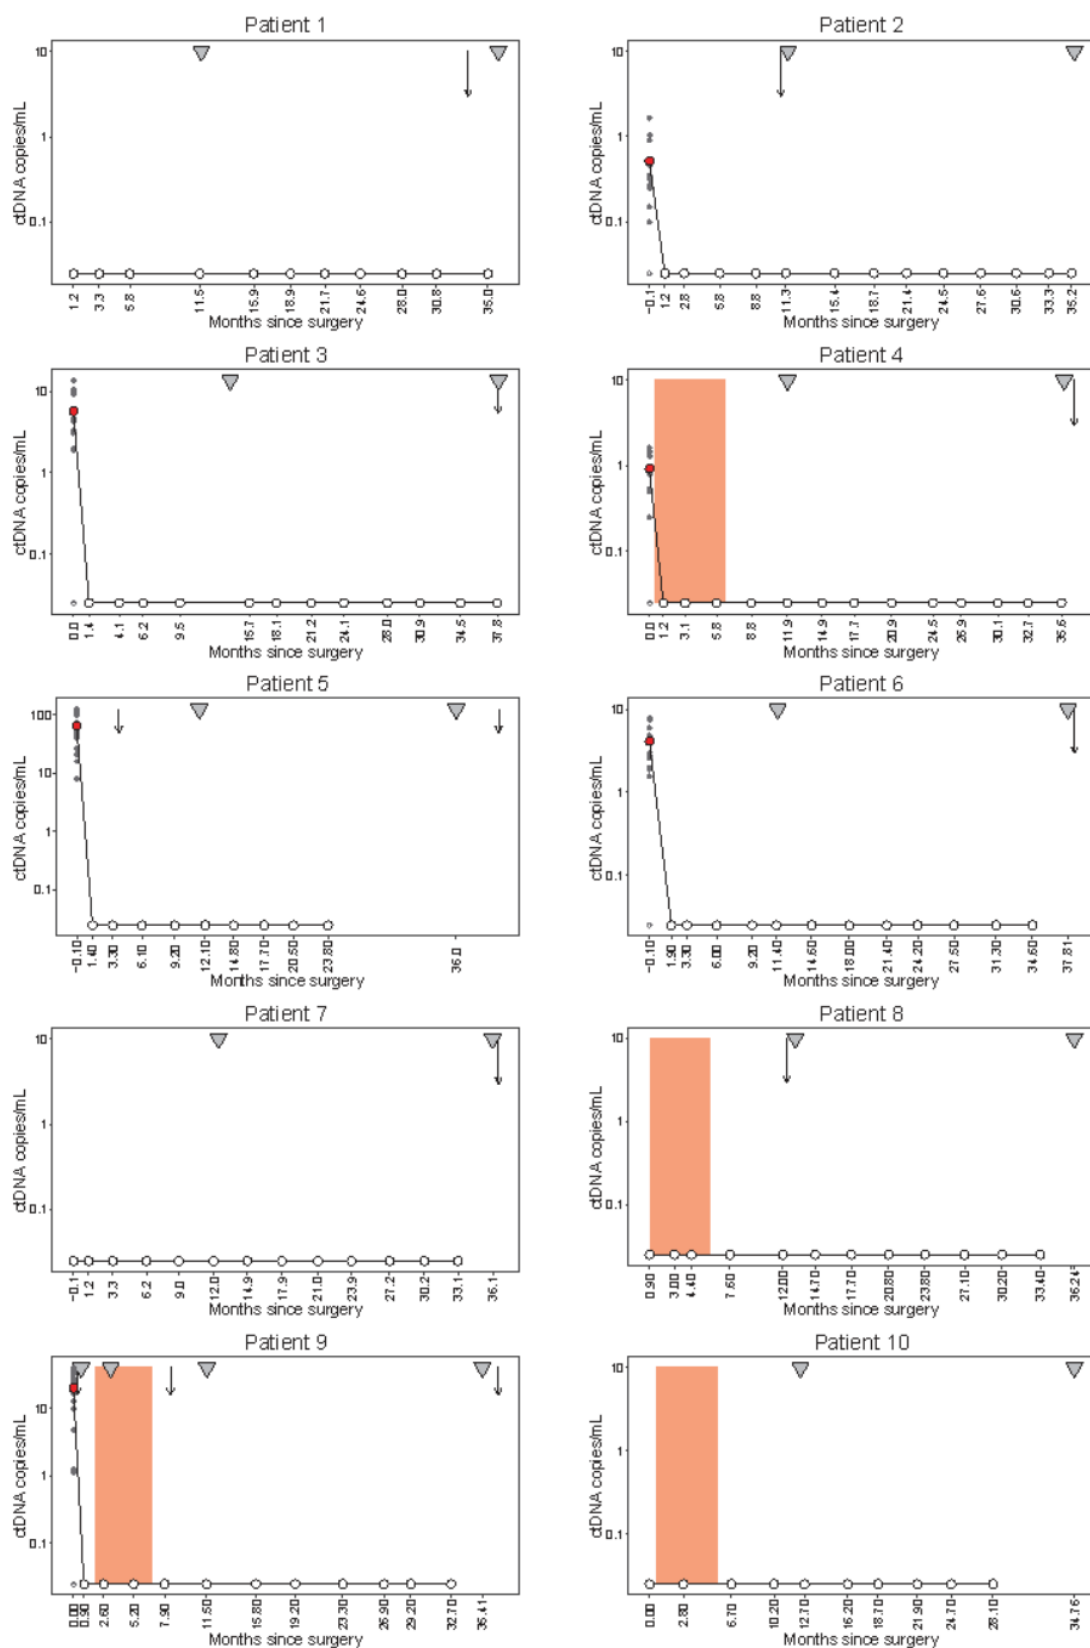 Patient 1
ctDNA copies/mL
10
1
0.1
1.2 3.3 5.8 11.5 15.9 18.9 21.7 24.6 28.0 30.8 35.0
Months since surgery
Patient 2
ctDNA copies/mL
10
1
0.1
-0.1 1.2 2.8 5.8 8.8 11.3 15.4 18.7 21.4 24.5 27.6 30.6 33.3 35.2
Months since surgery
Patient 3
ctDNA copies/mL
10
1
0.1
0.0 1.4 4.1 6.2 9.5 15.7 18.1 21.2 24.1 28.0 30.9 34.5 37.8
Months since surgery
Patient 4
ctDNA copies/mL
10
1
0.1
0.0 1.2 3.1 5.8 8.8 11.9 14.9 17.7 20.9 24.5 26.9 30.1 32.7 35.6
Months since surgery
Patient 5
ctDNA copies/mL
100
10
1
0.1
-0.10 1.40 3.30 6.10 9.20 12.10 14.80 17.70 20.50 23.80 36.0
Months since surgery
Patient 6
ctDNA copies/mL
10
1
0.1
-0.10 1.90 3.30 6.00 9.20 11.40 14.60 18.00 21.40 24.20 27.50 31.30 34.60 37.81
Months since surgery
Patient 7
ctDNA copies/mL
10
1
0.1
-0.1 1.2 3.3 6.2 9.0 12.0 14.9 17.9 21.0 23.9 27.2 30.2 33.1 36.1
Months since surgery
Patient 8
ctDNA copies/mL
10
1
0.1
0.90 3.00 4.40 7.60 12.00 14.70 17.70 20.80 23.80 27.10 30.20 33.40 36.24
Months since surgery
Patient 9
ctDNA copies/mL
10
1
0.1
0.00 0.90 2.60 5.20 7.90 11.50 15.80 19.20 23.30 26.90 29.20 32.70 35.41
Months since surgery
Patient 10
ctDNA copies/mL
10
1
0.1
0.00 2.80 6.70 10.20 12.70 16.20 18.70 21.90 24.70 28.10 34.76
Months since surgery